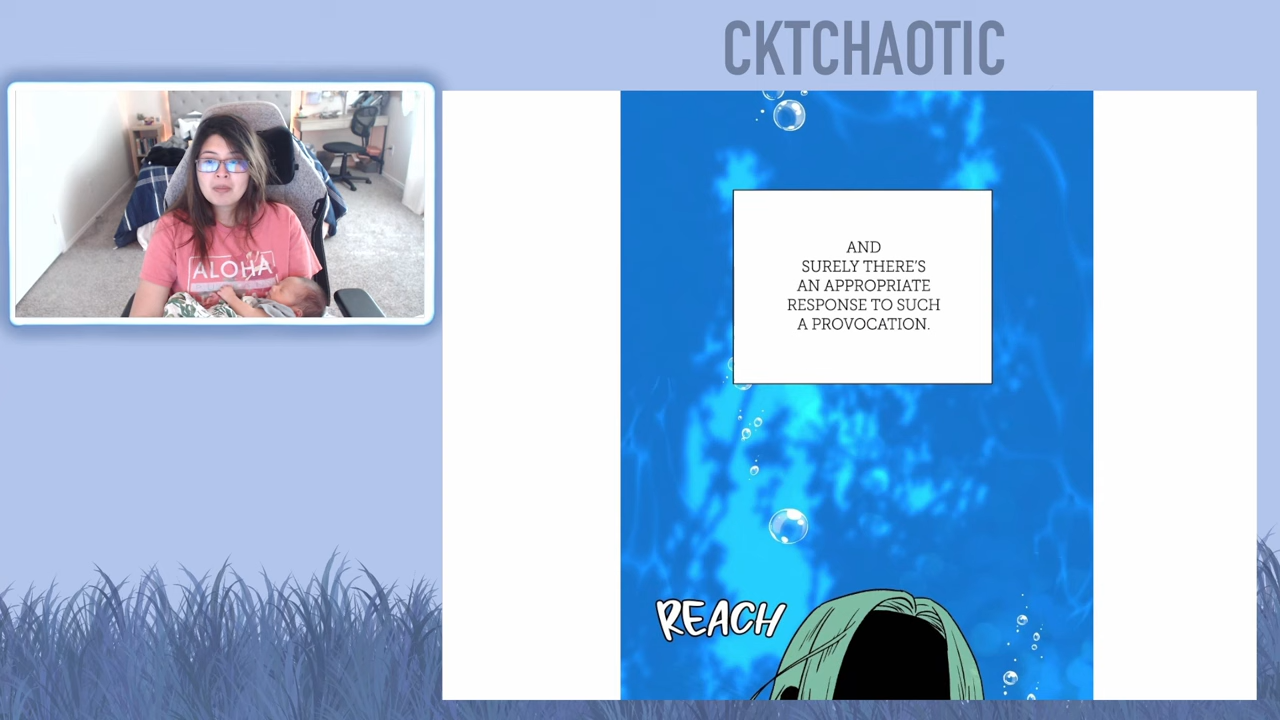 CKTCHAOTIC
ALOHA
AND
SURELY THERE'S
AN APPROPRIATE
RESPONSE TO SUCH
A PROVOCATION.
REACH